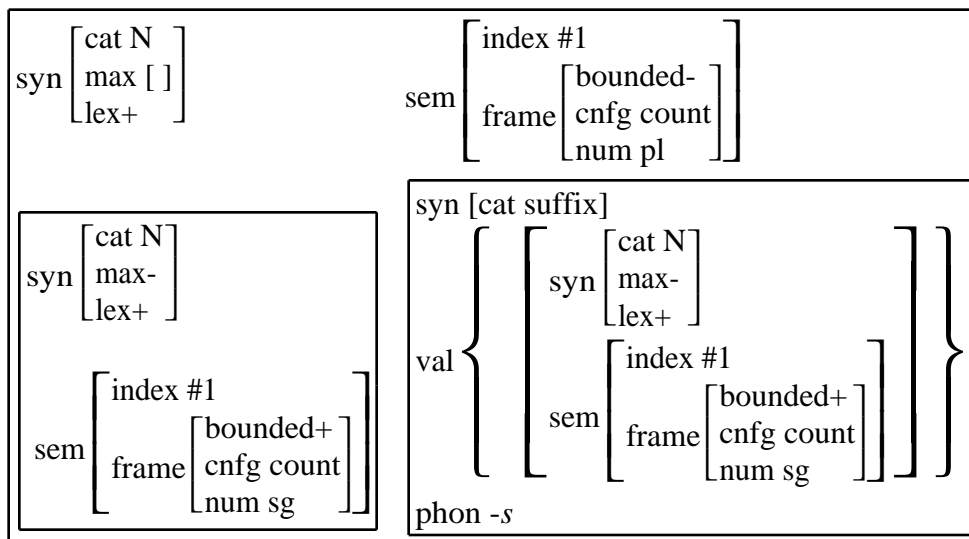 syn [cat N
max [ ]
lex+]
sem [index #1
frame [bounded-
cnfg count
num pl]]
syn [cat N
max-
lex+]
sem [index #1
frame [bounded+
cnfg count
num sg]]
syn [cat suffix]
val { [syn [cat N
max-
lex+]
sem [index #1
frame [bounded+
cnfg count
num sg]]] }
phon -s